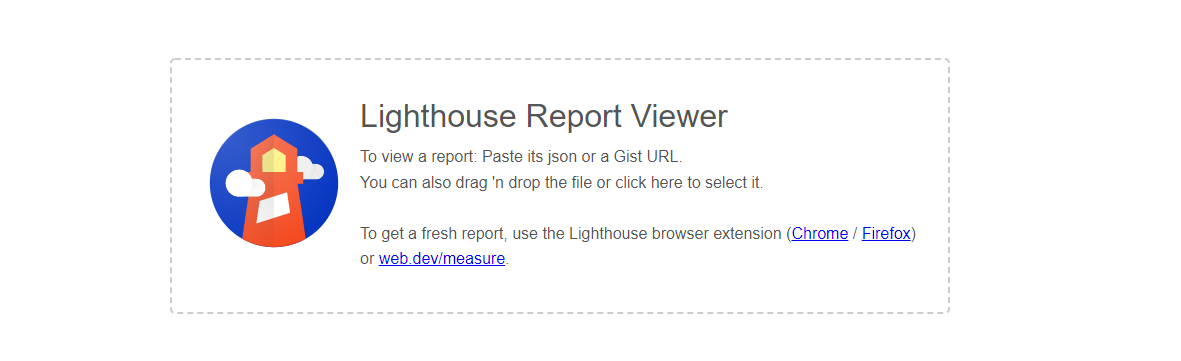 Lighthouse Report Viewer
To view a report: Paste its json or a Gist URL.
You can also drag 'n drop the file or click here to select it.
To get a fresh report, use the Lighthouse browser extension (Chrome / Firefox)
or web.dev/measure.